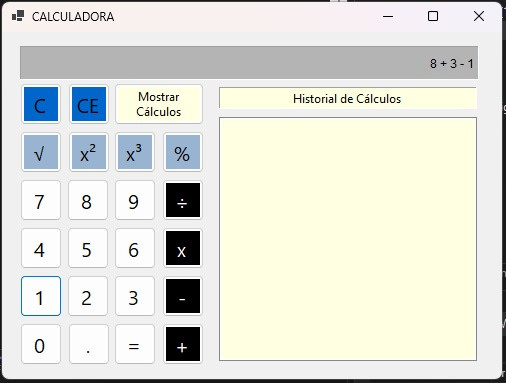 CALCULADORA
8 + 3 - 1
C
CE
Mostrar
Cálculos
Historial de Cálculos
√
x²
x³
%
7
8
9
÷
4
5
6
x
1
2
3
-
0
.
=
+